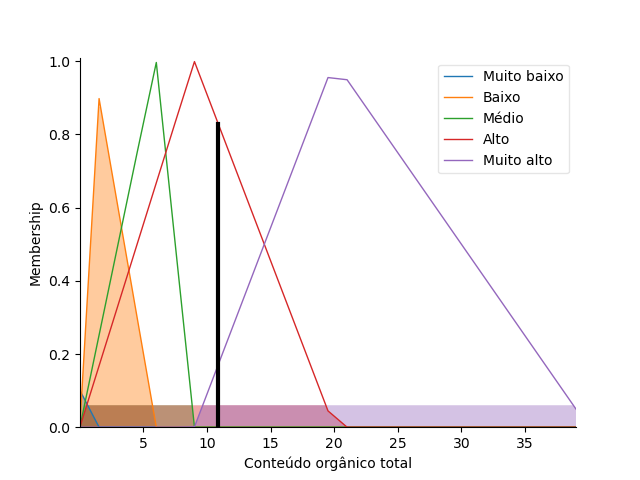 1.0
0.8
0.6
0.4
0.2
0.0
Membership
Muito baixo
Baixo
Médio
Alto
Muito alto
5 10 15 20 25 30 35
Conteúdo orgânico total